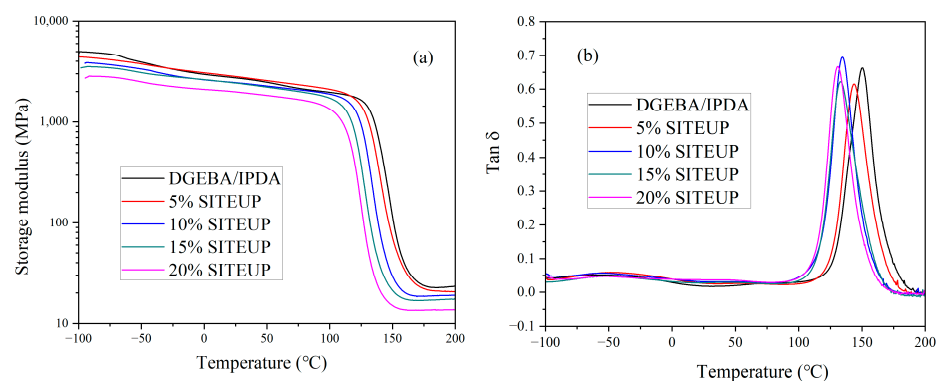 (a)
Storage modulus (MPa)
10,000
1,000
100
10
DGEBA/IPDA
5% SITEUP
10% SITEUP
15% SITEUP
20% SITEUP
−100 −50 0 50 100 150 200
Temperature (℃)
(b)
Tan δ
0.8
0.7
0.6
0.5
0.4
0.3
0.2
0.1
0.0
−0.1
DGEBA/IPDA
5% SITEUP
10% SITEUP
15% SITEUP
20% SITEUP
−100 −50 0 50 100 150 200
Temperature (℃)